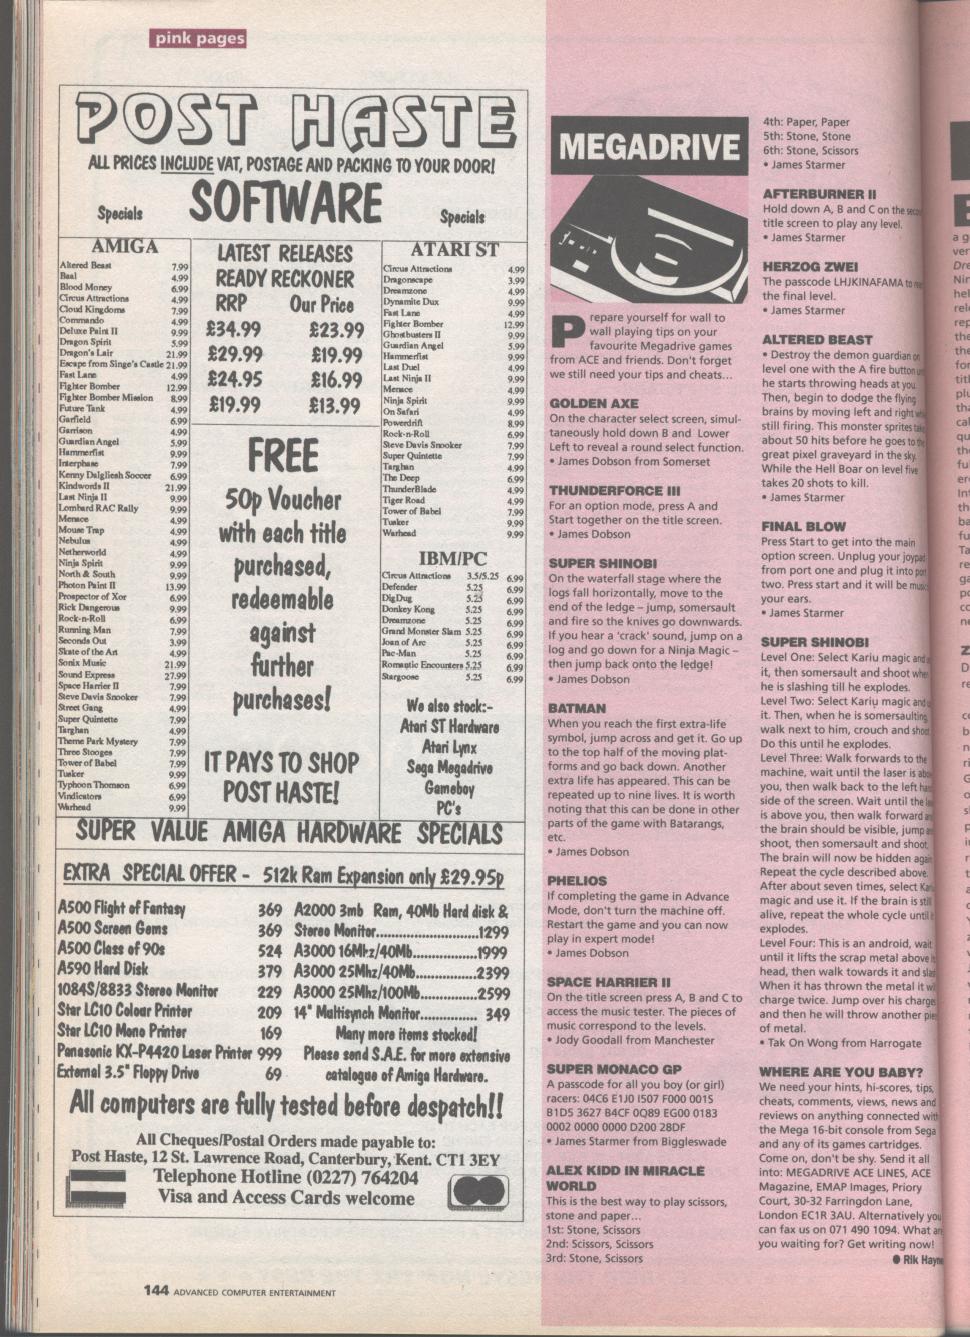 pink pages
POST HASTE
ALL PRICES INCLUDE VAT, POSTAGE AND PACKING TO YOUR DOOR!
Specials SOFTWARE Specials
AMIGA
Altered Beast 7.99
Baal 4.99
Blood Money 6.99
Circus Attractions 4.99
Cloud Kingdoms 7.99
Commando 4.99
Deluxe Paint II 9.99
Dragon Spirit 5.99
Dragon's Lair 21.99
Escape from Singe's Castle 21.99
Fast Lane 4.99
Fighter Bomber 12.99
Fighter Bomber Mission 8.99
Future Tank 4.99
Garfield 6.99
Garrison 4.99
Guardian Angel 5.99
Hammerfist 9.99
Interphase 7.99
Kenny Dalgliesh Soccer 6.99
Kindwords II 21.99
Last Ninja II 9.99
Lombard RAC Rally 9.99
Menace 4.99
Mouse Trap 4.99
Nebulus 4.99
Netherworld 4.99
Ninja Spirit 9.99
North & South 9.99
Photon Paint II 13.99
Prospector of Xor 6.99
Rick Dangerous 9.99
Rock-n-Roll 6.99
Running Man 7.99
Seconds Out 3.99
Skate of the Art 4.99
Sonix Music 21.99
Sound Express 27.99
Space Harrier II 7.99
Steve Davis Snooker 7.99
Street Gang 4.99
Super Quintette 7.99
Targhan 4.99
Theme Park Mystery 7.99
Three Stooges 7.99
Tower of Babel 7.99
Tusker 9.99
Typhoon Thomson 6.99
Vindicators 6.99
Warhead 9.99
LATEST RELEASES
READY RECKONER
RRP Our Price
£34.99 £23.99
£29.99 £19.99
£24.95 £16.99
£19.99 £13.99
FREE
50p Voucher
with each title
purchased,
redeemable
against
further
purchases!
IT PAYS TO SHOP
POST HASTE!
ATARI ST
Circus Attractions 4.99
Dragonscape 3.99
Dreamzone 4.99
Dynamite Dux 9.99
Fast Lane 4.99
Fighter Bomber 12.99
Ghostbusters II 9.99
Guardian Angel 5.99
Hammerfist 9.99
Last Duel 4.99
Last Ninja II 9.99
Menace 4.99
Ninja Spirit 9.99
On Safari 4.99
Powerdrift 8.99
Rock-n-Roll 6.99
Steve Davis Snooker 7.99
Super Quintette 7.99
Targhan 4.99
The Deep 6.99
ThunderBlade 4.99
Tiger Road 4.99
Tower of Babel 7.99
Tusker 9.99
Warhead 9.99
IBM/PC
Circus Attractions 3.5/5.25 6.99
Defender 5.25 6.99
DigDug 5.25 6.99
Donkey Kong 5.25 6.99
Dreamzone 5.25 6.99
Grand Monster Slam 5.25 6.99
Joan of Arc 5.25 6.99
Pac-Man 5.25 6.99
Romantic Encounters 5.25 6.99
Stargoose 5.25 6.99
We also stock:-
Atari ST Hardware
Atari Lynx
Sega Megadrive
Gameboy
PC's
SUPER VALUE AMIGA HARDWARE SPECIALS
EXTRA SPECIAL OFFER - 512k Ram Expansion only £29.95p
A500 Flight of Fantasy 369
A500 Screen Gems 369
A500 Class of 90s 524
A590 Hard Disk 379
1084S/8833 Stereo Monitor 229
Star LC10 Colour Printer 209
Star LC10 Mono Printer 169
Panasonic KX-P4420 Laser Printer 999
External 3.5" Floppy Drive 69
A2000 3mb Ram, 40Mb Hard disk &
Stereo Monitor.............................1299
A3000 16Mhz/40Mb..................1999
A3000 25Mhz/40Mb................2399
A3000 25Mhz/100Mb..............2599
14" Multisynch Monitor............... 349
Many more items stocked!
Please send S.A.E. for more extensive
catalogue of Amiga Hardware.
All computers are fully tested before despatch!!
All Cheques/Postal Orders made payable to:
Post Haste, 12 St. Lawrence Road, Canterbury, Kent. CT1 3EY
Telephone Hotline (0227) 764204
Visa and Access Cards welcome
144 ADVANCED COMPUTER ENTERTAINMENT
MEGADRIVE
Prepare yourself for wall to
wall playing tips on your
favourite Megadrive games
from ACE and friends. Don't forget
we still need your tips and cheats...
GOLDEN AXE
On the character select screen, simul-
taneously hold down B and Lower
Left to reveal a round select function.
• James Dobson from Somerset
THUNDERFORCE III
For an option mode, press A and
Start together on the title screen.
• James Dobson
SUPER SHINOBI
On the waterfall stage where the
logs fall horizontally, move to the
end of the ledge – jump, somersault
and fire so the knives go downwards.
If you hear a 'crack' sound, jump on a
log and go down for a Ninja Magic –
then jump back onto the ledge!
• James Dobson
BATMAN
When you reach the first extra-life
symbol, jump across and get it. Go up
to the top half of the moving plat-
forms and go back down. Another
extra life has appeared. This can be
repeated up to nine lives. It is worth
noting that this can be done in other
parts of the game with Batarangs,
etc.
• James Dobson
PHELIOS
If completing the game in Advance
Mode, don't turn the machine off.
Restart the game and you can now
play in expert mode!
• James Dobson
SPACE HARRIER II
On the title screen press A, B and C to
access the music tester. The pieces of
music correspond to the levels.
• Jody Goodall from Manchester
SUPER MONACO GP
A passcode for all you boy (or girl)
racers: 04C6 E1J0 I507 F000 001S
B1D5 3627 B4CF 0Q89 EG00 0183
0002 0000 0000 D200 28DF
• James Starmer from Biggleswade
ALEX KIDD IN MIRACLE
WORLD
This is the best way to play scissors,
stone and paper...
1st: Stone, Scissors
2nd: Scissors, Scissors
3rd: Stone, Scissors
4th: Paper, Paper
5th: Stone, Stone
6th: Stone, Scissors
• James Starmer
AFTERBURNER II
Hold down A, B and C on the second
title screen to play any level.
• James Starmer
HERZOG ZWEI
The passcode LHJKINAFAMA to
the final level.
• James Starmer
ALTERED BEAST
• Destroy the demon guardian on
level one with the A fire button
he starts throwing heads at you.
Then, begin to dodge the flying
brains by moving left and right
still firing. This monster sprites
about 50 hits before he goes to the
great pixel graveyard in the sky.
While the Hell Boar on level five
takes 20 shots to kill.
• James Starmer
FINAL BLOW
Press Start to get into the main
option screen. Unplug your joypad
from port one and plug it into port
two. Press start and it will be
your ears.
• James Starmer
SUPER SHINOBI
Level One: Select Kariu magic and
it, then somersault and shoot
he is slashing till he explodes.
Level Two: Select Kariu magic and
it. Then, when he is somersaulting,
walk next to him, crouch and shoot.
Do this until he explodes.
Level Three: Walk forwards to the
machine, wait until the laser is
you, then walk back to the left
side of the screen. Wait until the
is above you, then walk forward
the brain should be visible, jump
shoot, then somersault and shoot.
The brain will now be hidden again.
Repeat the cycle described above.
After about seven times, select
magic and use it. If the brain is still
alive, repeat the whole cycle until it
explodes.
Level Four: This is an android, wait
until it lifts the scrap metal above
head, then walk towards it and
When it has thrown the metal it
charge twice. Jump over his charges
and then he will throw another
of metal.
• Tak On Wong from Harrogate
WHERE ARE YOU BABY?
We need your hints, hi-scores, tips,
cheats, comments, views, news and
reviews on anything connected with
the Mega 16-bit console from Sega
and any of its games cartridges.
Come on, don't be shy. Send it all
into: MEGADRIVE ACE LINES, ACE
Magazine, EMAP Images, Priory
Court, 30-32 Farringdon Lane,
London EC1R 3AU. Alternatively you
can fax us on 071 490 1094. What are
you waiting for? Get writing now!
● Rik